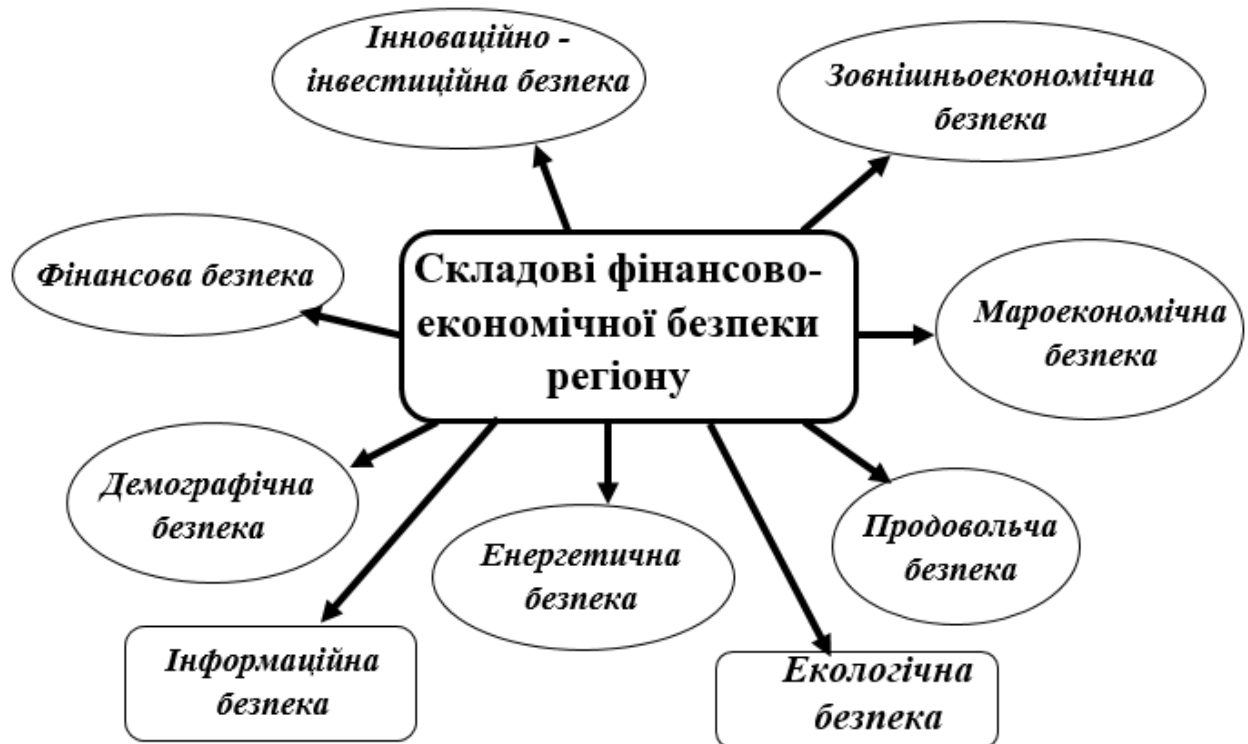 Інноваційно -
інвестиційна безпека
Зовнішньоекономічна
безпека
Фінансова безпека
Складові фінансово-
економічної безпеки
регіону
Мароекономічна
безпека
Демографічна
безпека
Енергетична
безпека
Продовольча
безпека
Інформаційна
безпека
Екологічна
безпека